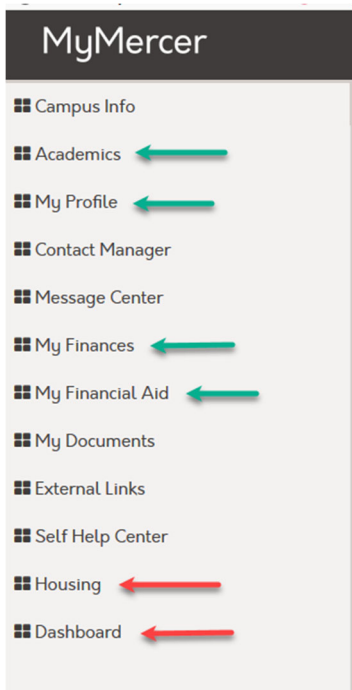 MyMercer
Campus Info
Academics
My Profile
Contact Manager
Message Center
My Finances
My Financial Aid
My Documents
External Links
Self Help Center
Housing
Dashboard